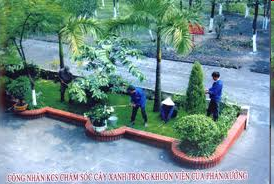 CÔNG NHÂN KCS CHĂM SÓC CÂY XANH TRONG KHUÔN VIÊN CỦA PHÂN XƯỞNG